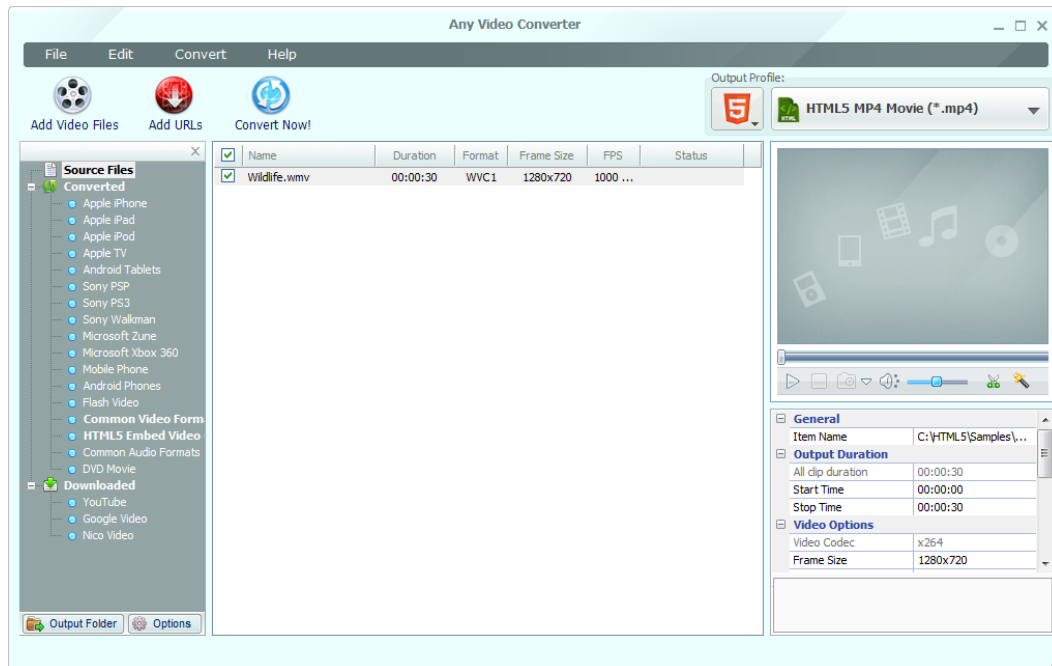 Any Video Converter
File Edit Convert Help
Add Video Files Add URLs Convert Now!
Output Profile:
HTML5 MP4 Movie (*.mp4)
Source Files
Converted
Apple iPhone
Apple iPad
Apple iPod
Apple TV
Android Tablets
Sony PSP
Sony PS3
Sony Walkman
Microsoft Zune
Microsoft Xbox 360
Mobile Phone
Android Phones
Flash Video
Common Video Form
HTML5 Embed Video
Common Audio Formats
DVD Movie
Downloaded
YouTube
Google Video
Nico Video
Output Folder Options
Name Duration Format Frame Size FPS Status
Wildlife.wmv 00:00:30 WVC1 1280x720 1000 ...
General
Item Name C:\HTML5\Samples\...
Output Duration
All clip duration 00:00:30
Start Time 00:00:00
Stop Time 00:00:30
Video Options
Video Codec x264
Frame Size 1280x720